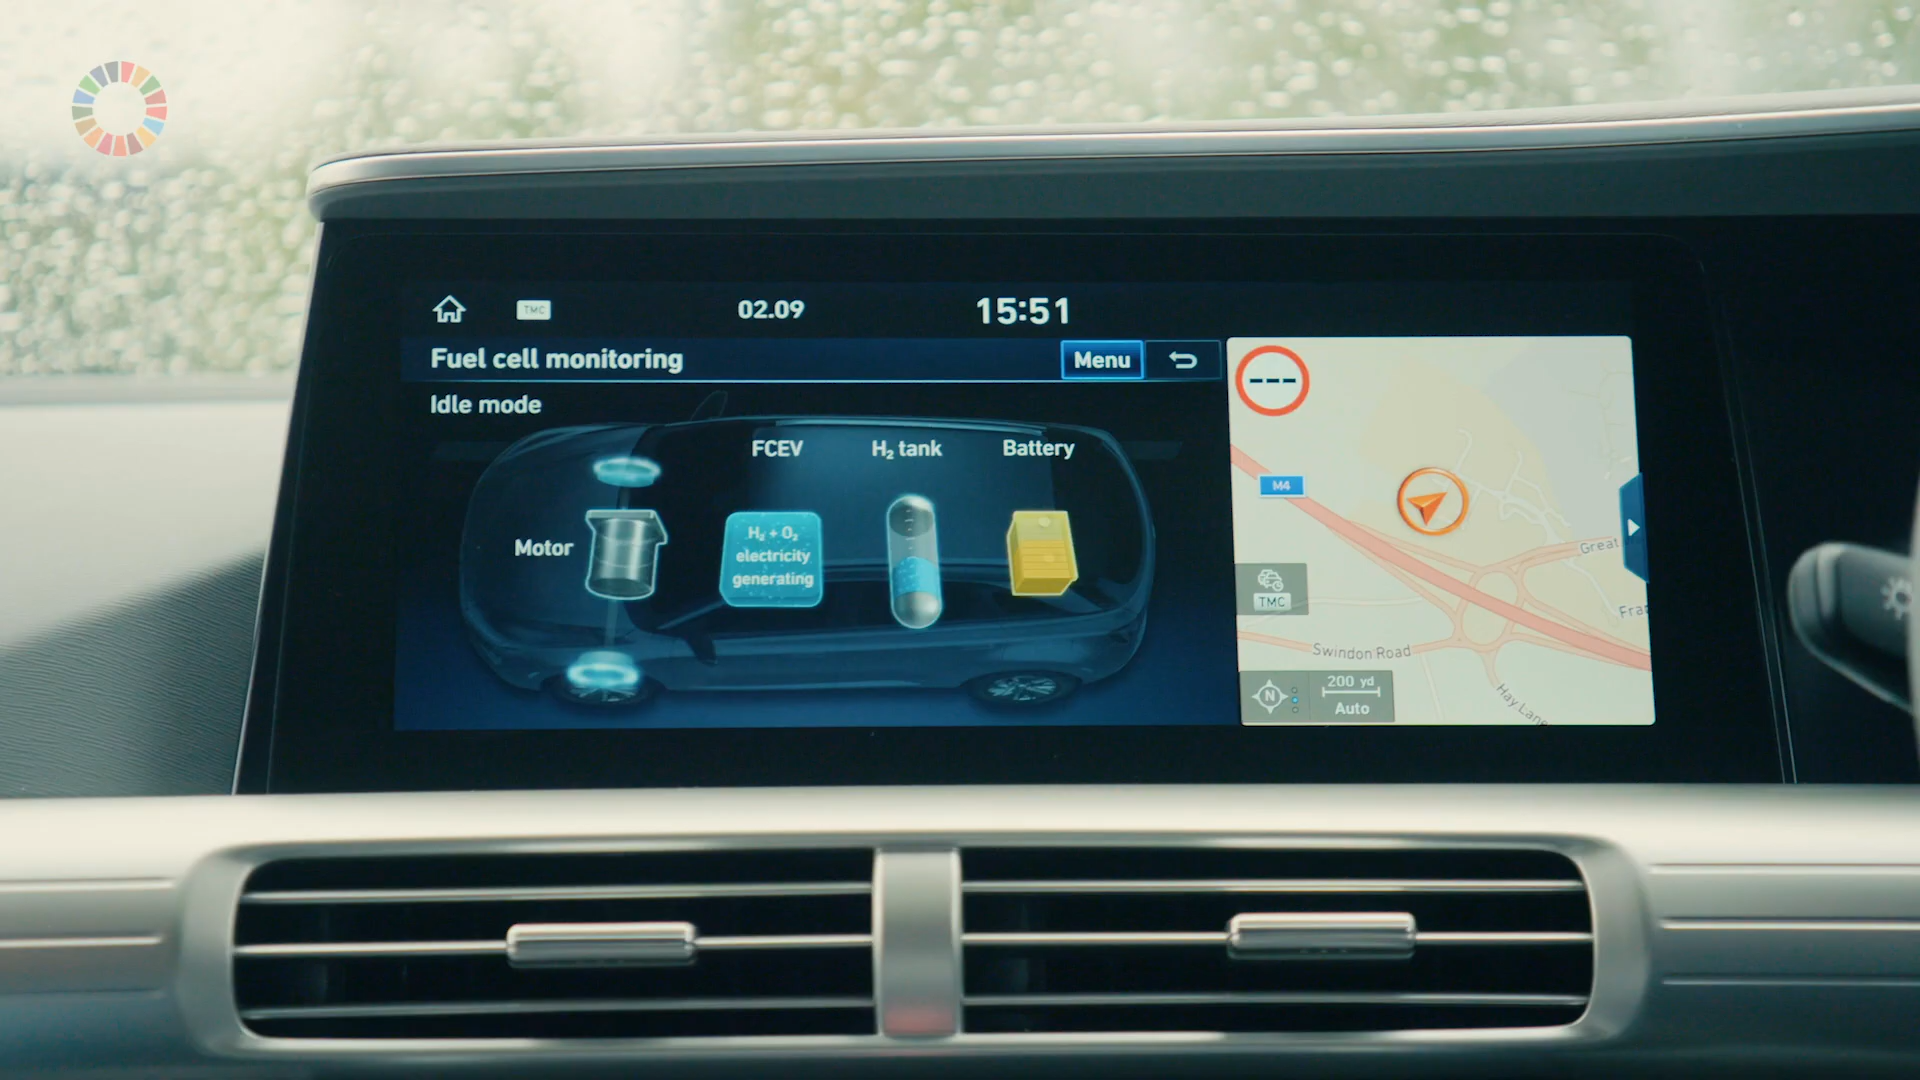 TMC
02.09
15:51
Fuel cell monitoring
Menu
Idle mode
FCEV
H₂ tank
Battery
Motor
H₂ + O₂
electricity
generating
---
M4
Great
TMC
Swindon Road
Hay Lane
N
200 yd
Auto